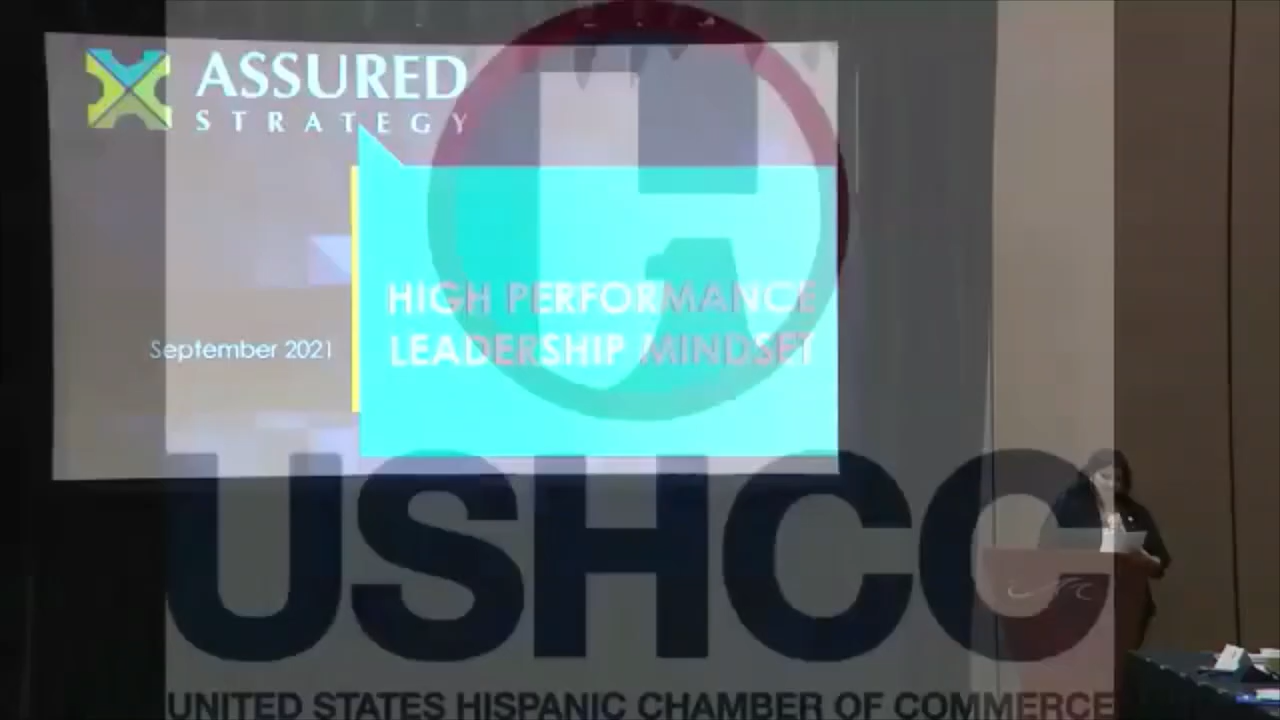 ASSURED
STRATEGY
HIGH PERFORMANCE
LEADERSHIP MINDSET
September 2021
USHCC
UNITED STATES HISPANIC CHAMBER OF COMMERCE